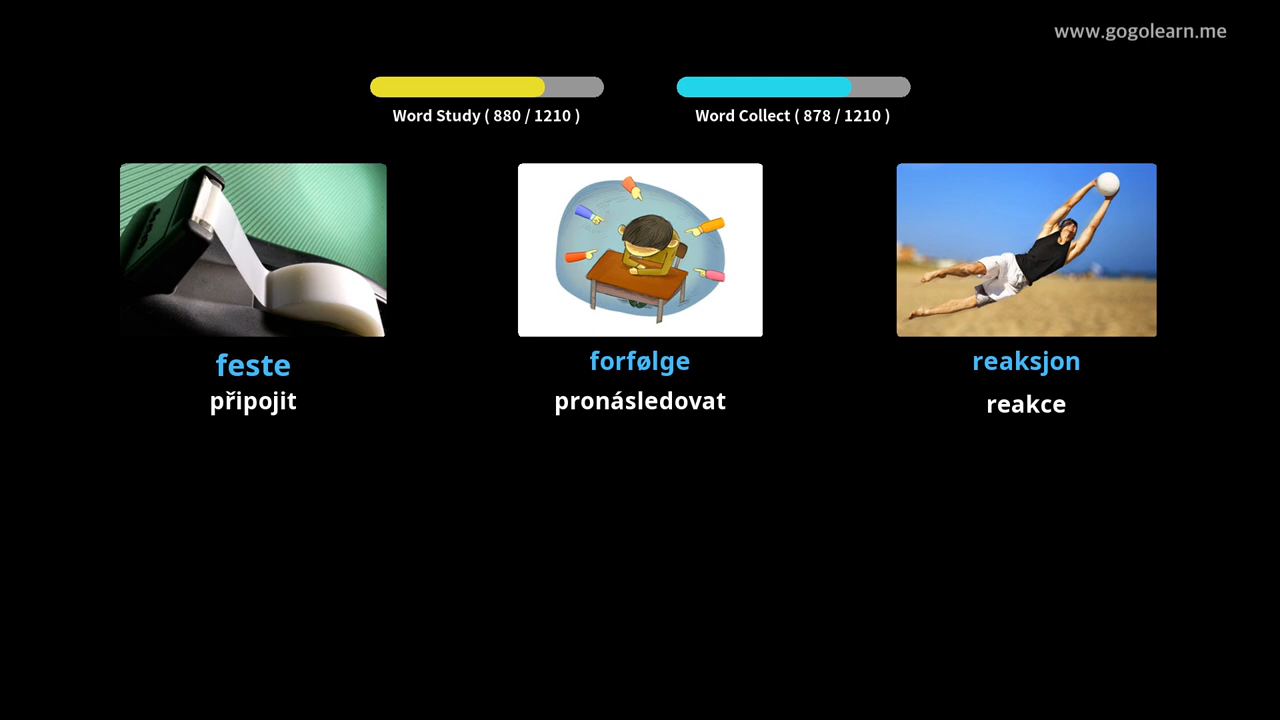 www.gogolearn.me
Word Study ( 880 / 1210 )
Word Collect ( 878 / 1210 )
feste
připojit
forfølge
pronásledovat
reaksjon
reakce